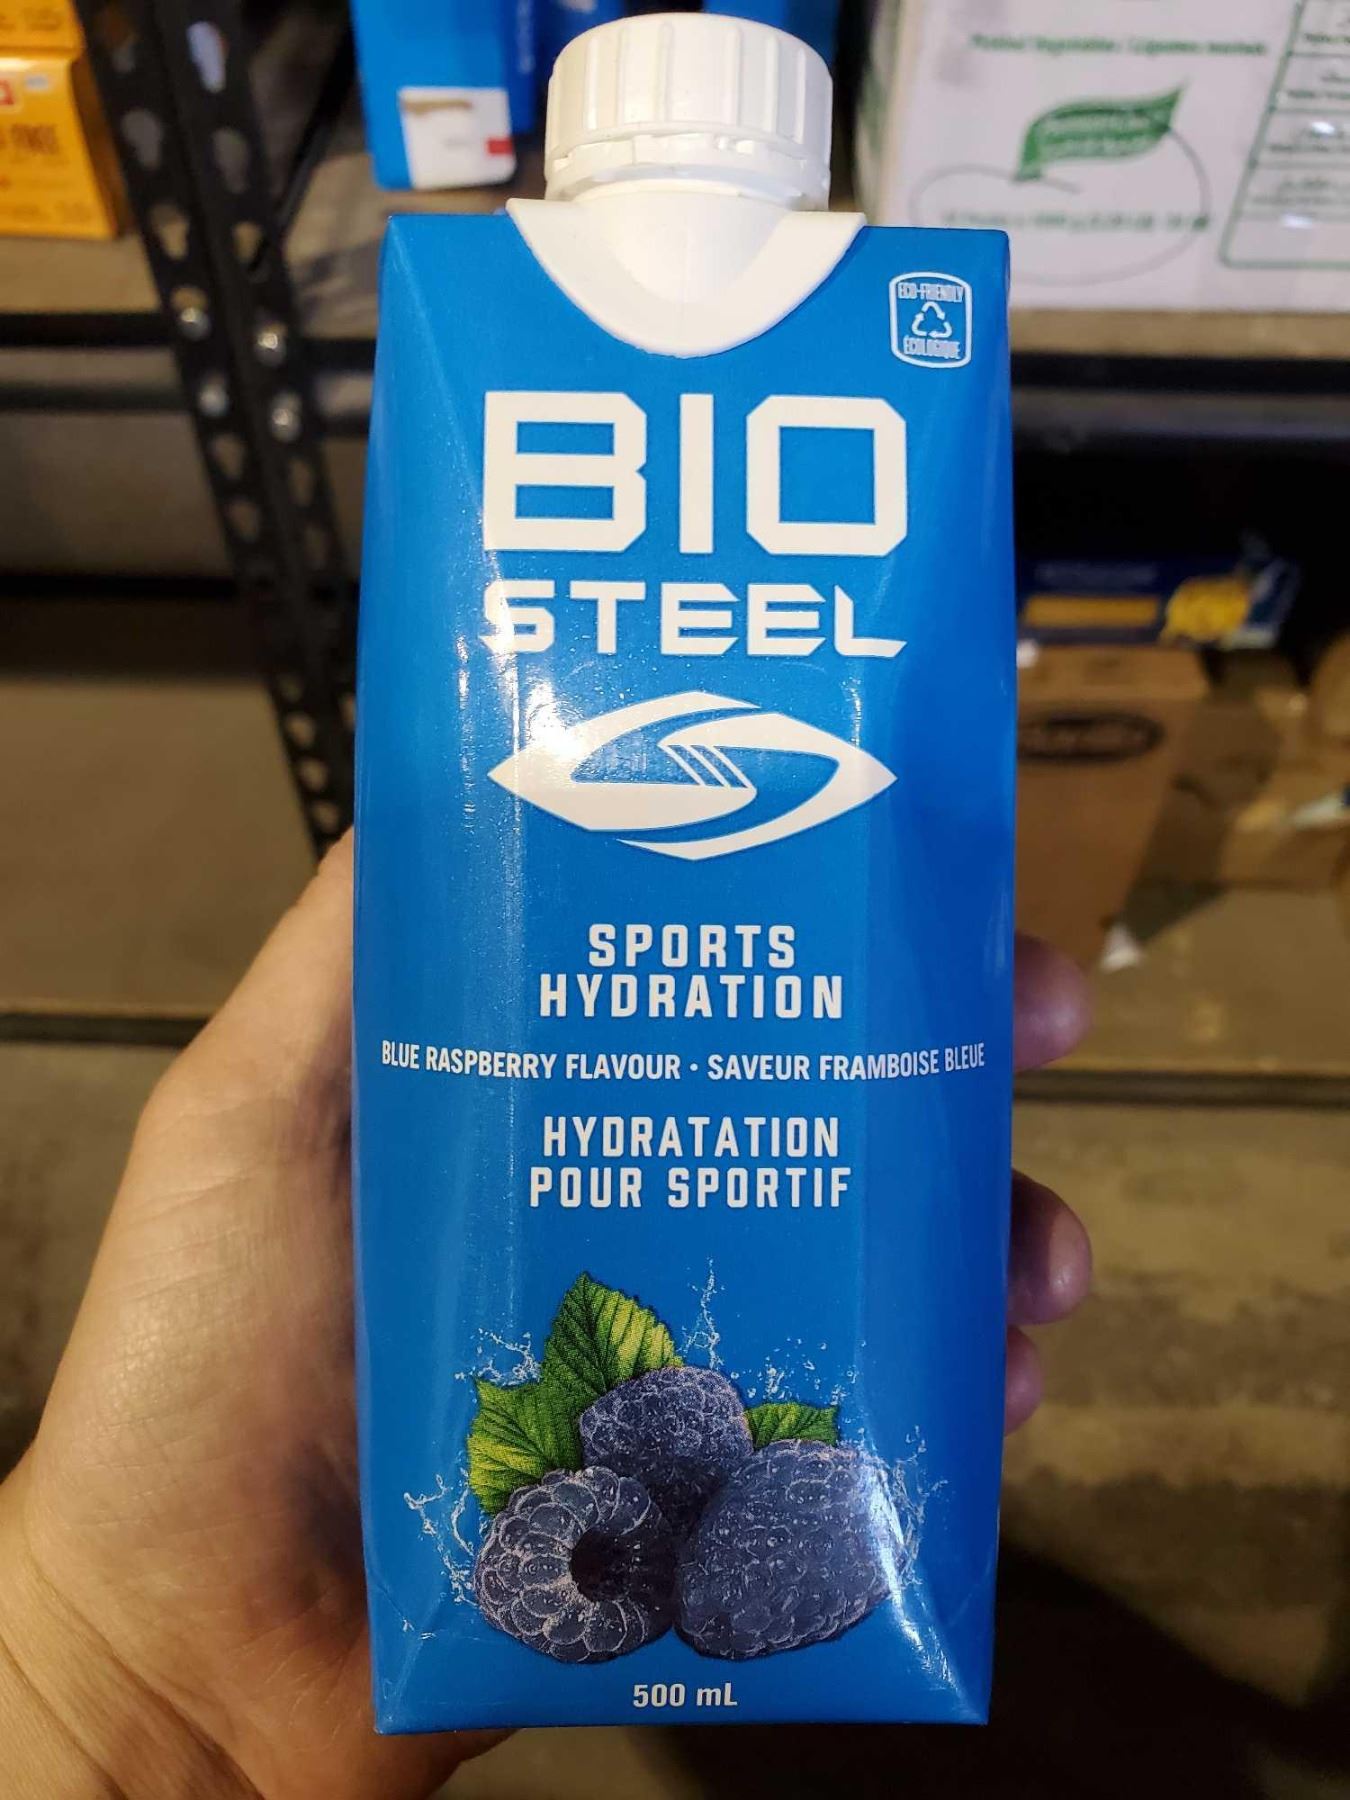 ECO-FRIENDLY
ÉCOLOGIQUE
BIO
STEEL
SPORTS
HYDRATION
BLUE RASPBERRY FLAVOUR • SAVEUR FRAMBOISE BLEUE
HYDRATATION
POUR SPORTIF
500 mL